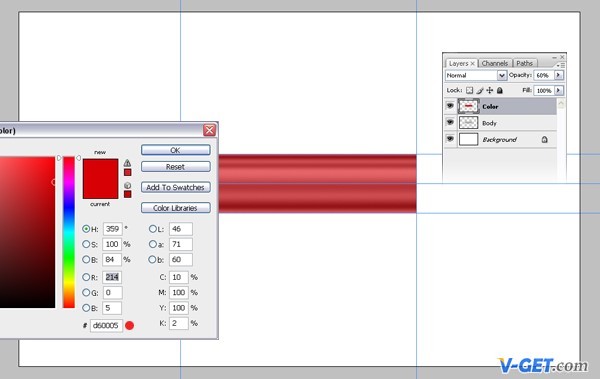 Layers x Channels Paths
Normal Opacity: 60%
Lock: Fill: 100%
Color
Body
Background
olor)
new
current
OK
Reset
Add To Swatches
Color Libraries
H: 359 ° L: 46
S: 100 % a: 71
B: 84 % b: 60
R: 214 C: 10 %
G: 0 M: 100 %
B: 5 Y: 100 %
# d60005 K: 2 %
V-GET.com